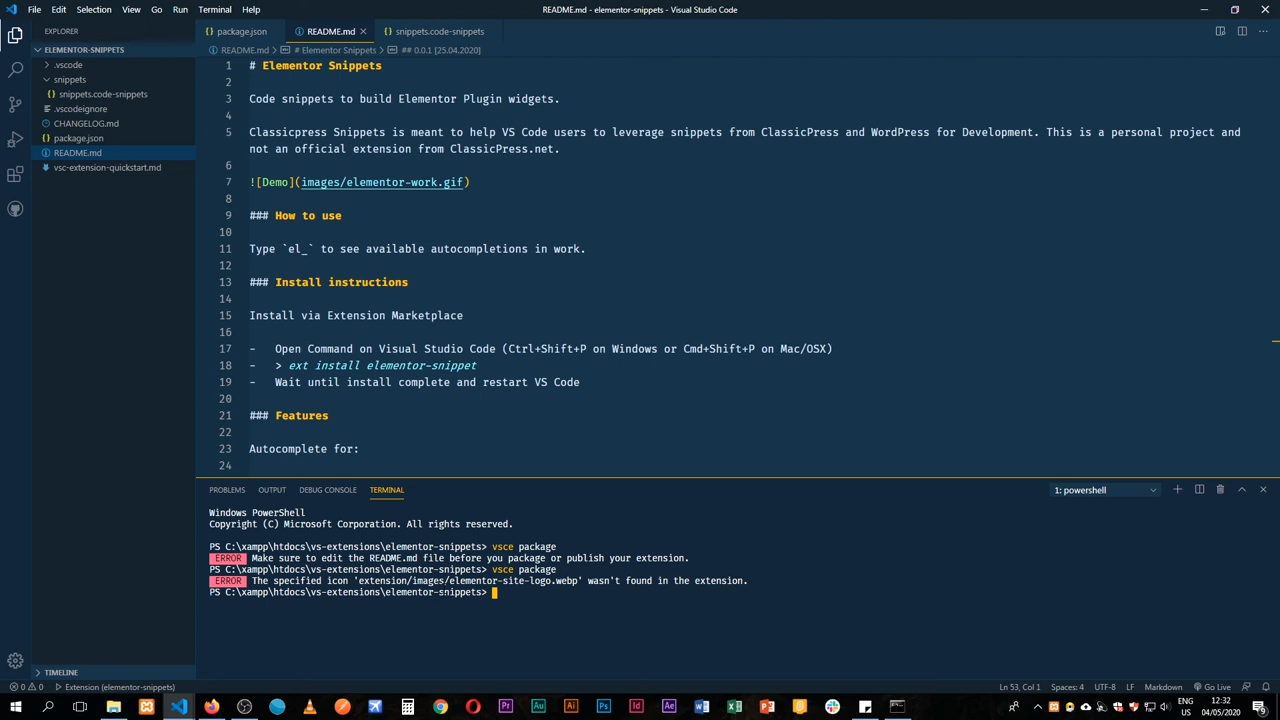 File Edit Selection View Go Run Terminal Help
README.md - elementor-snippets - Visual Studio Code
EXPLORER
ELEMENTOR-SNIPPETS
.vscode
snippets
snippets.code-snippets
.vscodeignore
CHANGELOG.md
package.json
README.md
vsc-extension-quickstart.md
TIMELINE
package.json README.md snippets.code-snippets
README.md # Elementor Snippets ## 0.0.1 [25.04.2020]
1 # Elementor Snippets
2
3 Code snippets to build Elementor Plugin widgets.
4
5 Classicpress Snippets is meant to help VS Code users to leverage snippets from ClassicPress and WordPress for Development. This is a personal project and
not an official extension from ClassicPress.net.
6
7 ![Demo](images/elementor-work.gif)
8
9 ### How to use
10
11 Type `el_` to see available autocompletions in work.
12
13 ### Install instructions
14
15 Install via Extension Marketplace
16
17 - Open Command on Visual Studio Code (Ctrl+Shift+P on Windows or Cmd+Shift+P on Mac/OSX)
18 - > ext install elementor-snippet
19 - Wait until install complete and restart VS Code
20
21 ### Features
22
23 Autocomplete for:
24
PROBLEMS OUTPUT DEBUG CONSOLE TERMINAL 1: powershell
Windows PowerShell
Copyright (C) Microsoft Corporation. All rights reserved.
PS C:\xampp\htdocs\vs-extensions\elementor-snippets> vsce package
ERROR Make sure to edit the README.md file before you package or publish your extension.
PS C:\xampp\htdocs\vs-extensions\elementor-snippets> vsce package
ERROR The specified icon 'extension/images/elementor-site-logo.webp' wasn't found in the extension.
PS C:\xampp\htdocs\vs-extensions\elementor-snippets>
0 0 Extension (elementor-snippets) Ln 53, Col 1 Spaces: 4 UTF-8 LF Markdown Go Live
Pr Au Ai Ps Id Ae
ENG
US
12:32
04/05/2020